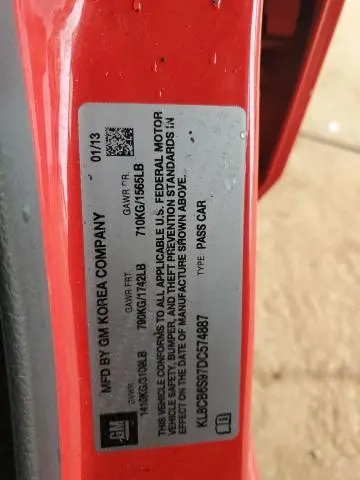 MFD BY GM KOREA COMPANY 01/13
GVWR GAWR FRT GAWR RR.
1410KG/3109LB 790KG/1742LB 710KG/1565LB
THIS VEHICLE CONFORMS TO ALL APPLICABLE U.S. FEDERAL MOTOR
VEHICLE SAFETY, BUMPER, AND THEFT PREVENTION STANDARDS IN
EFFECT ON THE DATE OF MANUFACTURE SHOWN ABOVE.
KL8CB6S97DC574887 TYPE: PASS CAR
GM